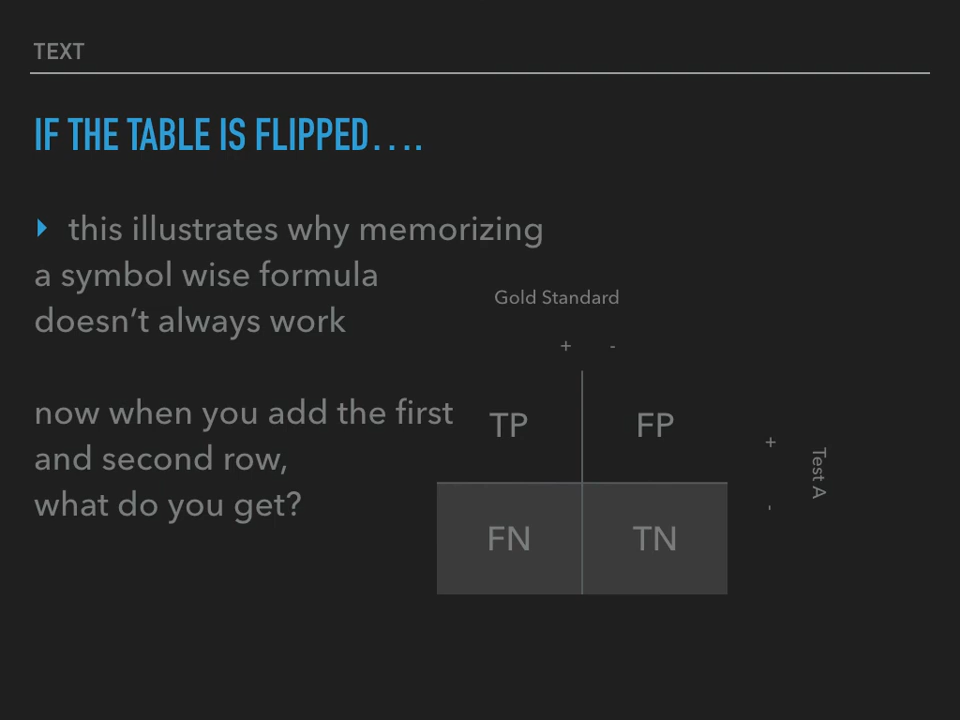 TEXT
IF THE TABLE IS FLIPPED….
‣ this illustrates why memorizing
a symbol wise formula
doesn’t always work
now when you add the first
and second row,
what do you get?
Gold Standard
+ -
TP FP
+
Test A
-
FN TN